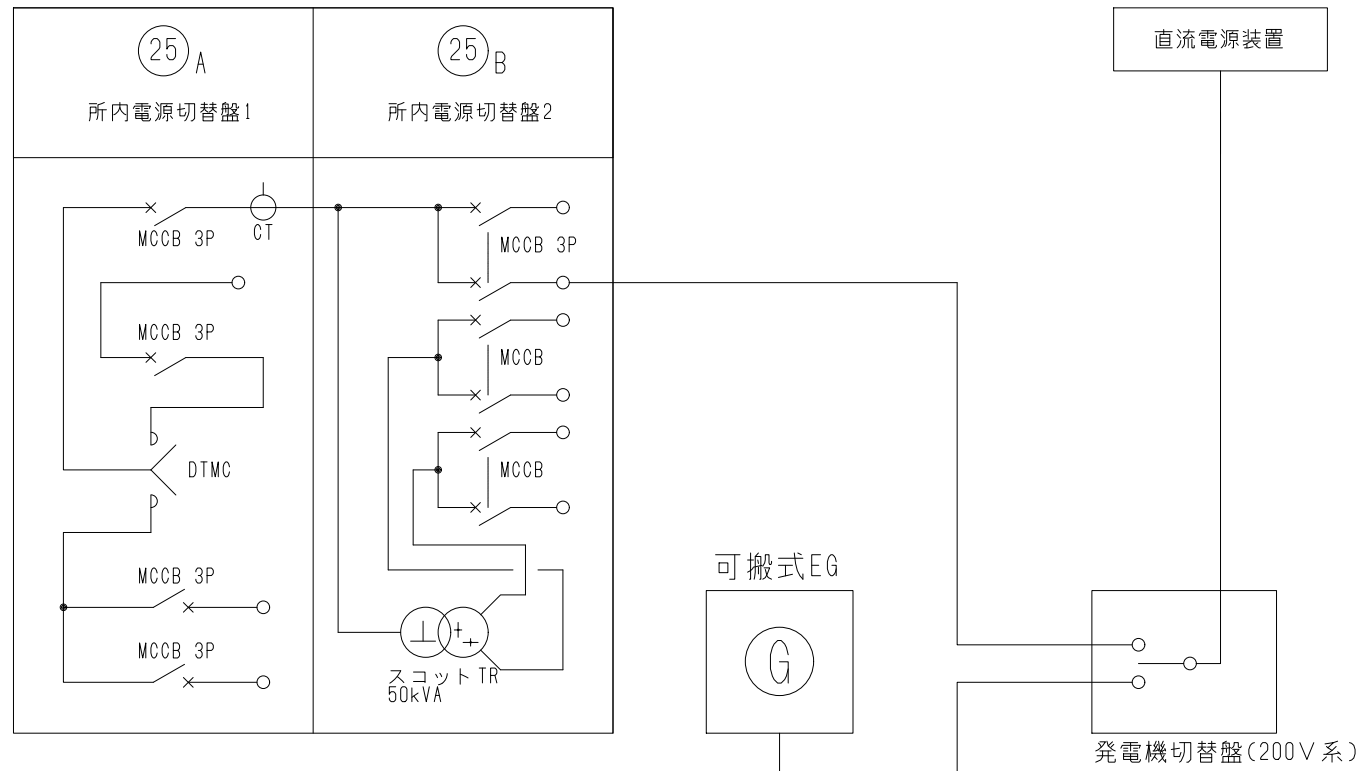 25 A
所内電源切替盤1
25 B
所内電源切替盤2
直流電源装置
MCCB 3P
CT
MCCB 3P
MCCB 3P
DTMC
MCCB 3P
MCCB 3P
MCCB
MCCB
スコットTR
50kVA
可搬式EG
G
発電機切替盤(200V系)